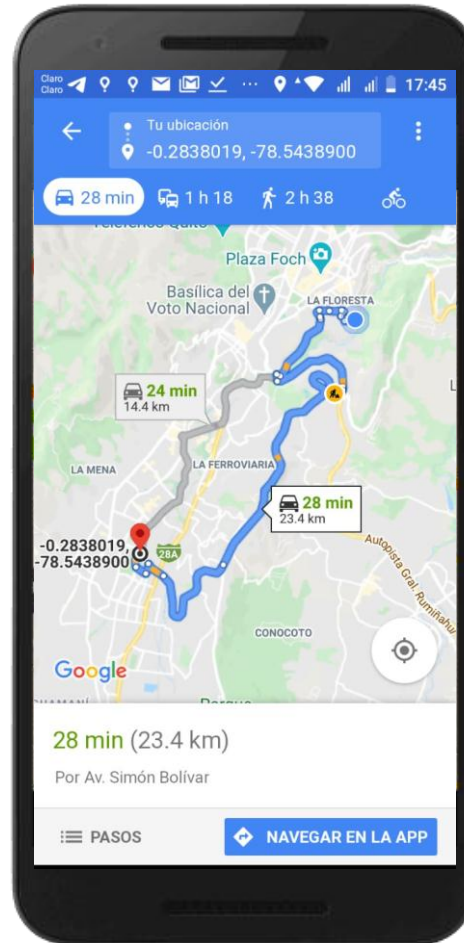 Claro
Claro
17:45
Tu ubicación
-0.2838019, -78.5438900
28 min
1 h 18
2 h 38
Teléfonos Quito
Plaza Foch
Basílica del
Voto Nacional
LA FLORESTA
24 min
14.4 km
LA MENA
LA FERROVIARIA
28 min
23.4 km
-0.2838019,
-78.5438900
28A
Autopista Gral. Rumiñahui
CONOCOTO
Google
Parque
28 min (23.4 km)
Por Av. Simón Bolívar
PASOS
NAVEGAR EN LA APP